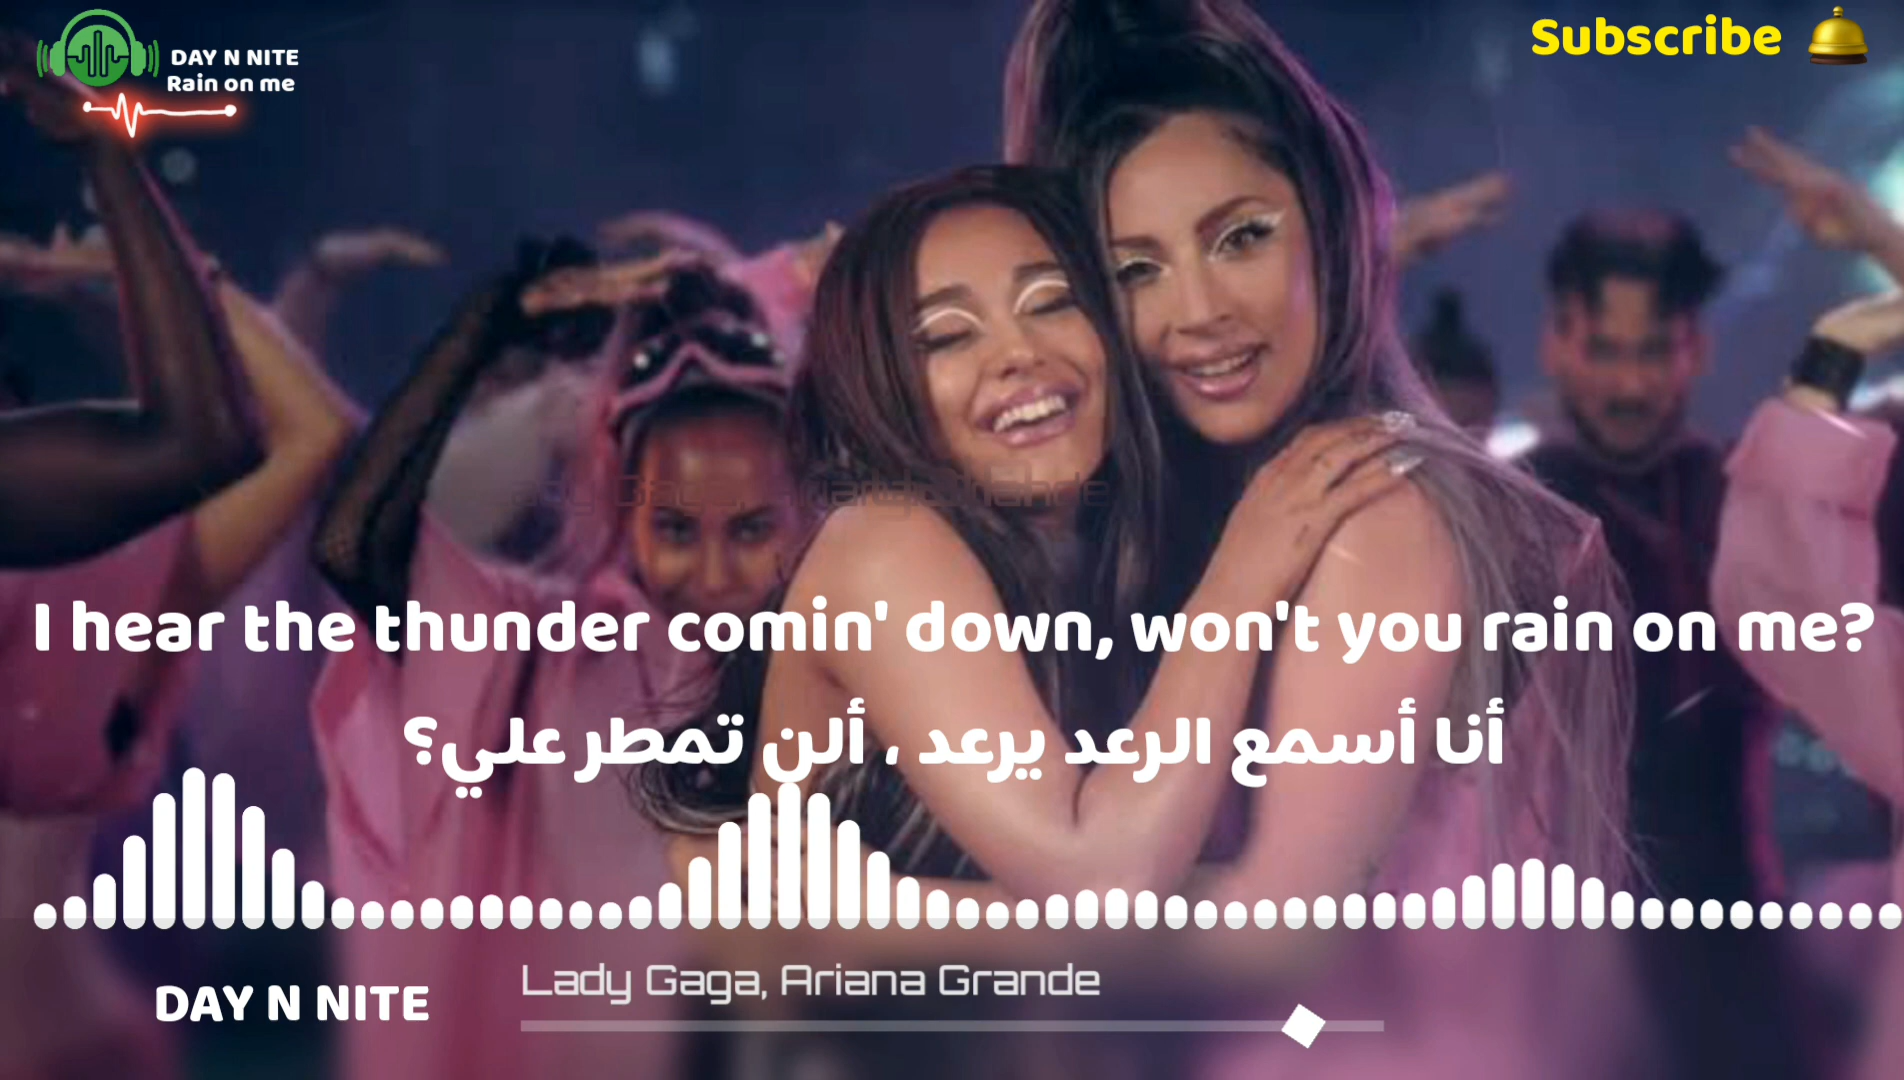 DAY N NITE
Rain on me
Subscribe
I hear the thunder comin' down, won't you rain on me?
أنا أسمع الرعد يرعد ، ألن تمطر علي؟
DAY N NITE
Lady Gaga, Ariana Grande